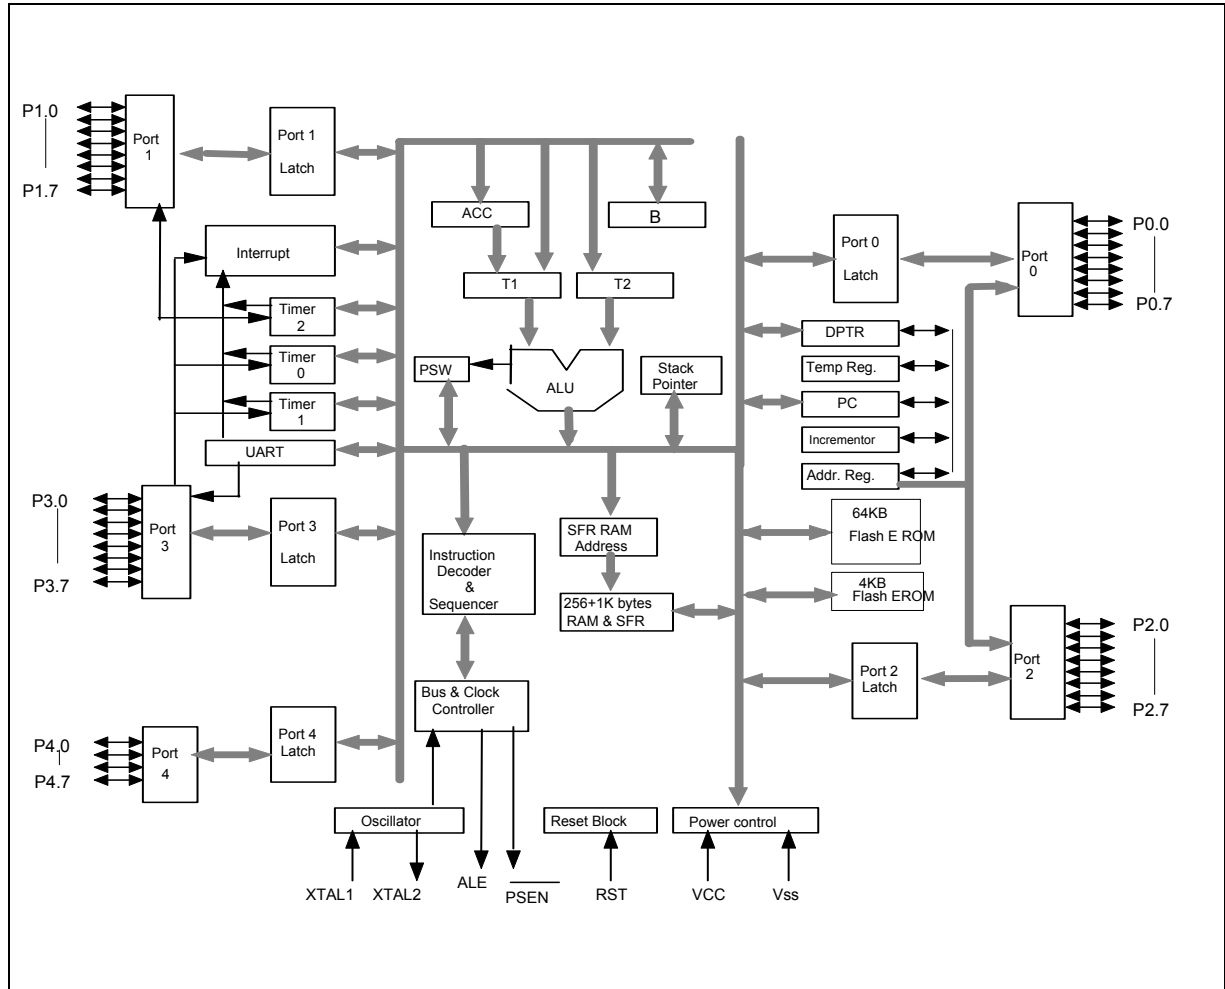 P1.0
P1.7
Port
1
Port 1
Latch
ACC
B
Interrupt
T1
T2
Port 0
Latch
Port
0
P0.0
P0.7
Timer
2
Timer
0
Timer
1
UART
PSW
ALU
Stack
Pointer
DPTR
Temp Reg.
PC
Incrementor
Addr. Reg.
P3.0
P3.7
Port
3
Port 3
Latch
Instruction
Decoder
&
Sequencer
SFR RAM
Address
256+1K bytes
RAM & SFR
64KB
Flash E ROM
4KB
Flash EROM
Port 2
Latch
Port
2
P2.0
P2.7
Bus & Clock
Controller
P4.0
P4.7
Port
4
Port 4
Latch
Oscillator
Reset Block
Power control
XTAL1
XTAL2
ALE
PSEN
RST
VCC
Vss